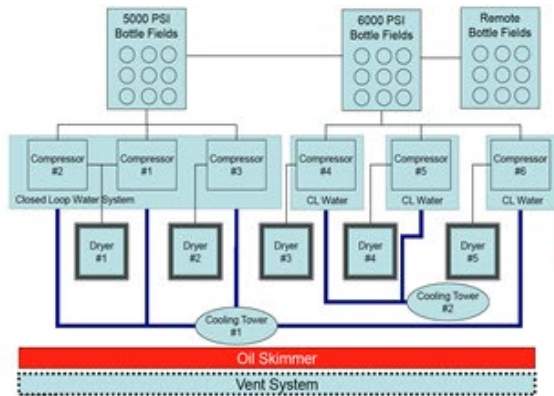 5000 PSI
Bottle Fields
6000 PSI
Bottle Fields
Remote
Bottle Fields
Compressor
#2
Compressor
#1
Compressor
#3
Compressor
#4
Compressor
#5
Compressor
#6
Closed Loop Water System
CL Water
CL Water
CL Water
Dryer
#1
Dryer
#2
Dryer
#3
Dryer
#4
Dryer
#5
Cooling Tower
#2
Cooling Tower
#1
Oil Skimmer
Vent System